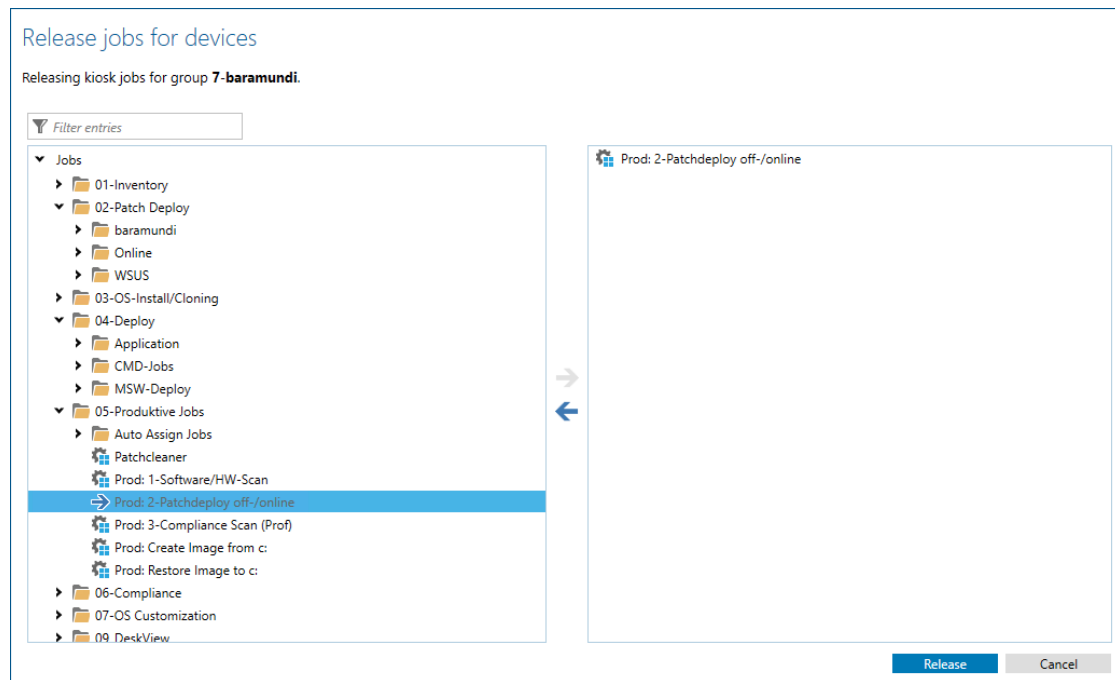 Release jobs for devices
Releasing kiosk jobs for group 7-baramundi.
Filter entries
Jobs
01-Inventory
02-Patch Deploy
baramundi
Online
WSUS
03-OS-Install/Cloning
04-Deploy
Application
CMD-Jobs
MSW-Deploy
05-Produktive Jobs
Auto Assign Jobs
Patchcleaner
Prod: 1-Software/HW-Scan
Prod: 2-Patchdeploy off-/online
Prod: 3-Compliance Scan (Prof)
Prod: Create Image from c:
Prod: Restore Image to c:
06-Compliance
07-OS Customization
09 DeskView
Prod: 2-Patchdeploy off-/online
Release
Cancel